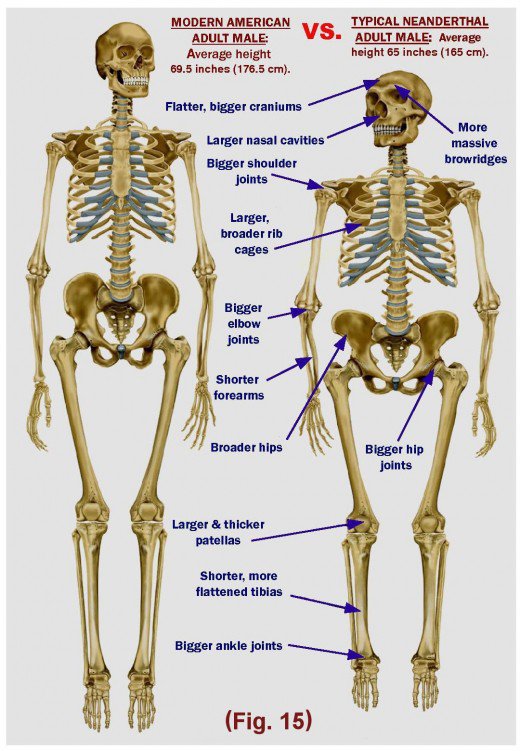 MODERN AMERICAN
ADULT MALE:
Average height
69.5 inches (176.5 cm).
VS.
TYPICAL NEANDERTHAL
ADULT MALE: Average
height 65 inches (165 cm).
Flatter, bigger craniums
Larger nasal cavities
More
massive
browridges
Bigger shoulder
joints
Larger,
broader rib
cages
Bigger
elbow
joints
Shorter
forearms
Broader hips
Bigger hip
joints
Larger & thicker
patellas
Shorter, more
flattened tibias
Bigger ankle joints
(Fig. 15)